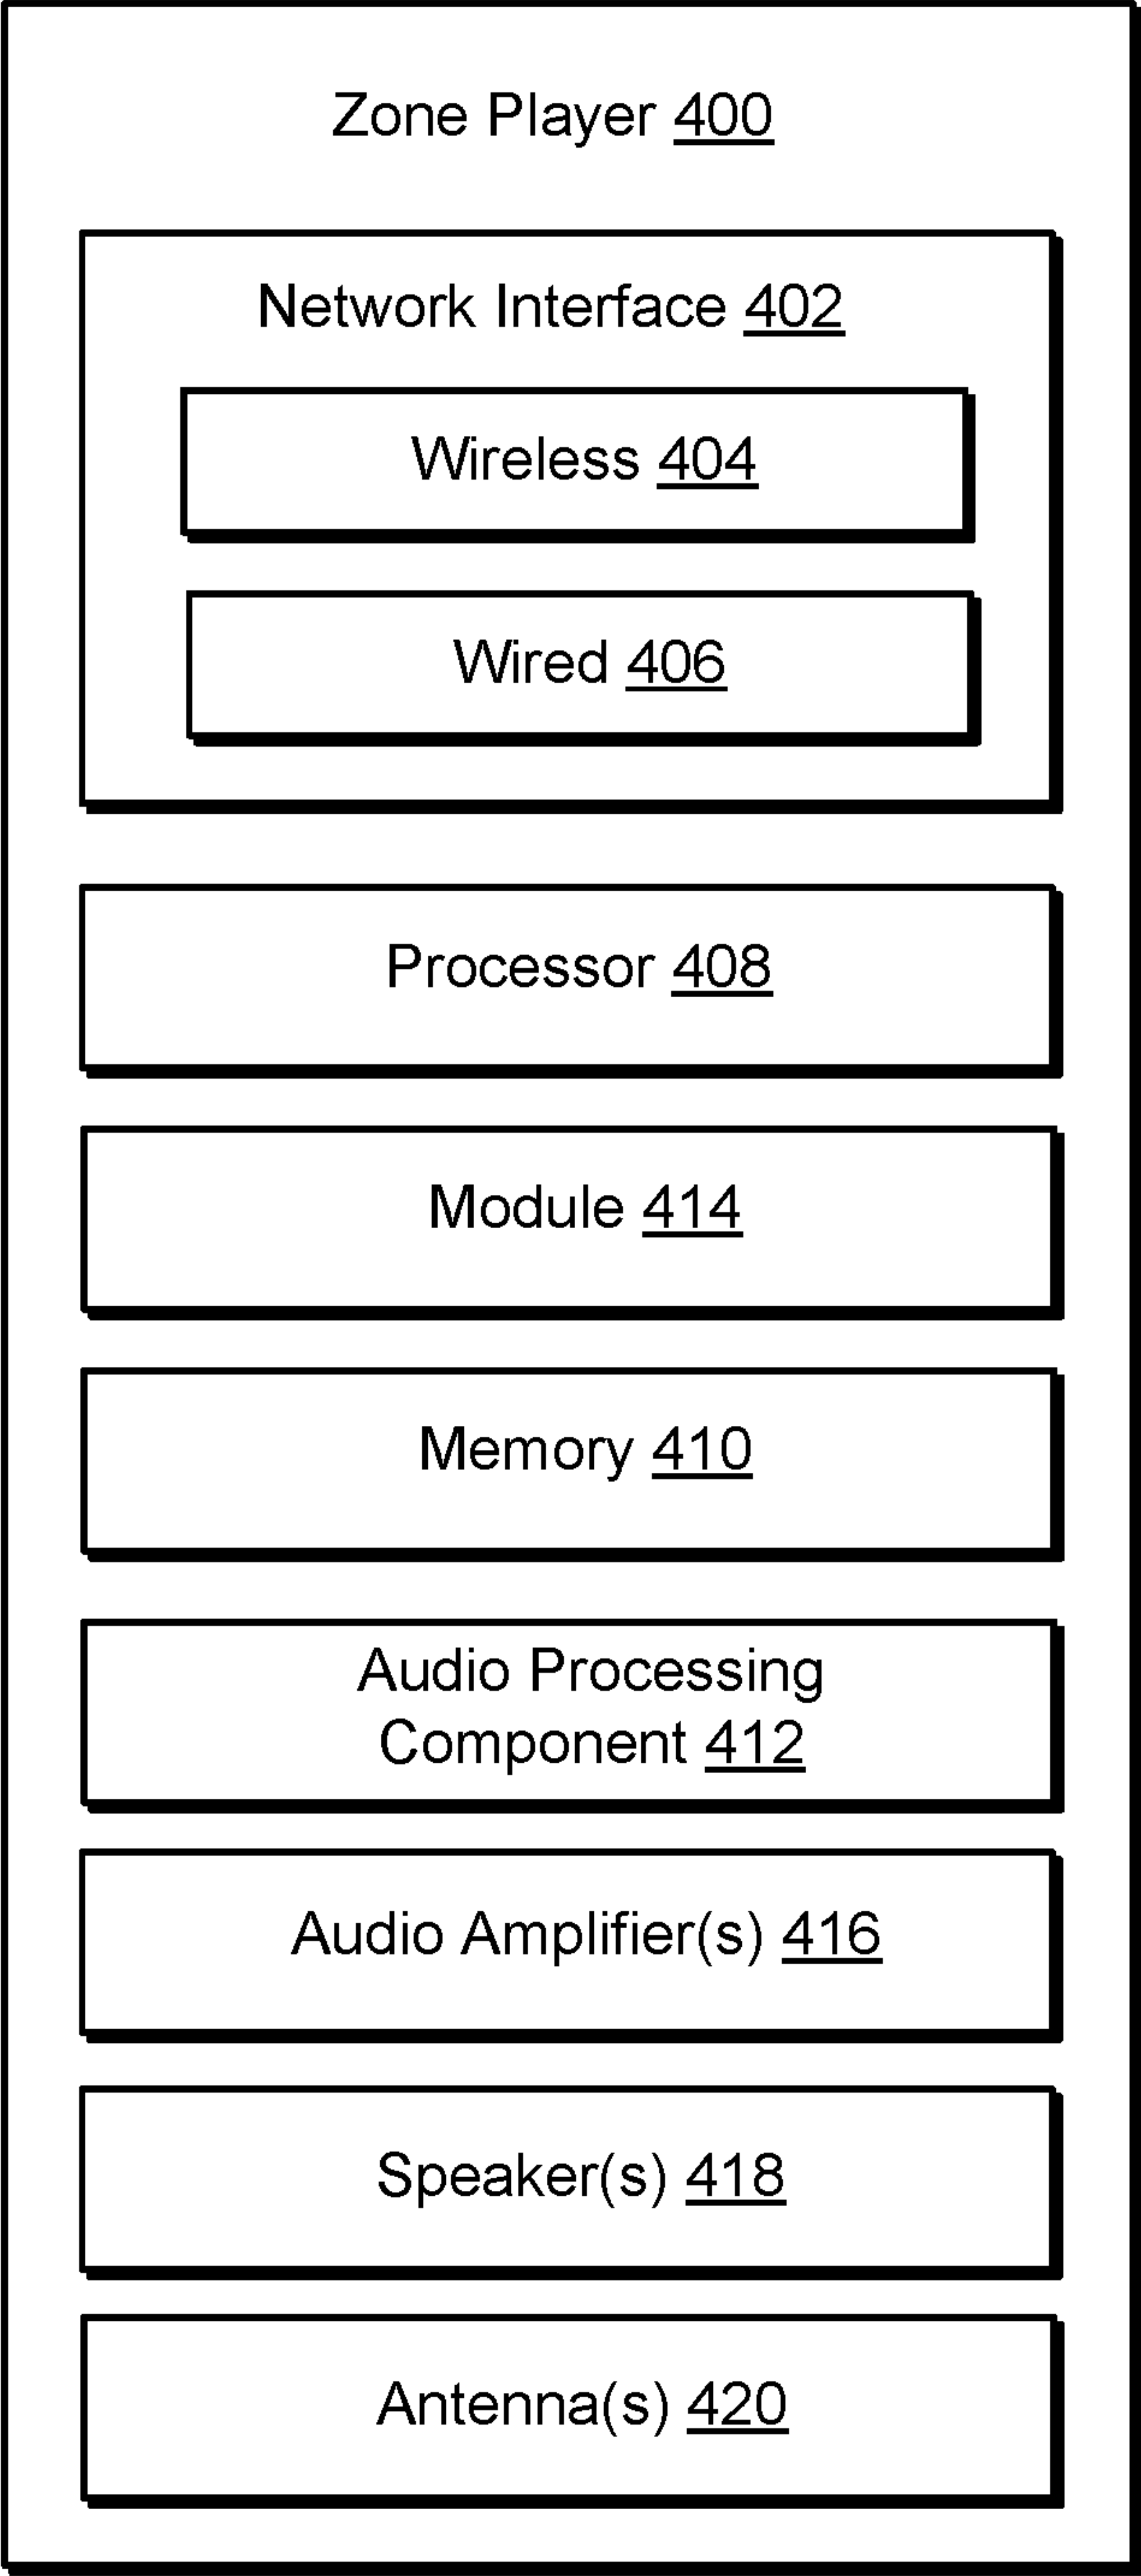 Zone Player 400
Network Interface 402
Wireless 404
Wired 406
Processor 408
Module 414
Memory 410
Audio Processing
Component 412
Audio Amplifier(s) 416
Speaker(s) 418
Antenna(s) 420